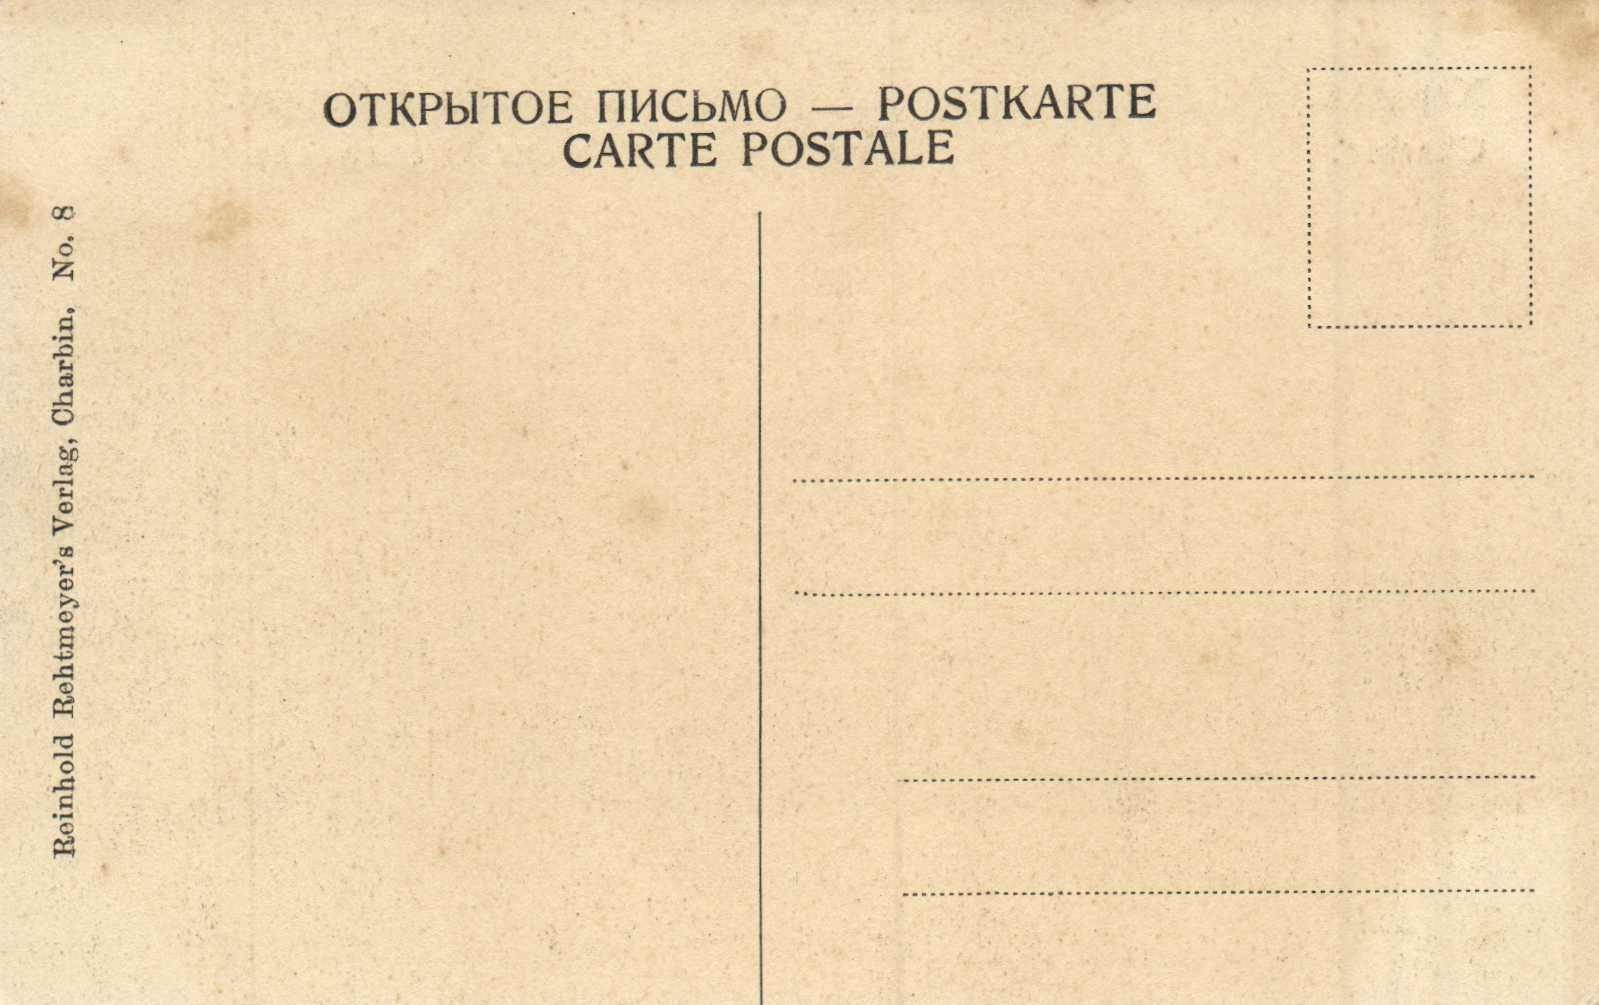 ОТКРЫТОЕ ПИСЬМО — POSTKARTE
CARTE POSTALE
Reinhold Rehtmeyer's Verlag, Charbin, No. 8